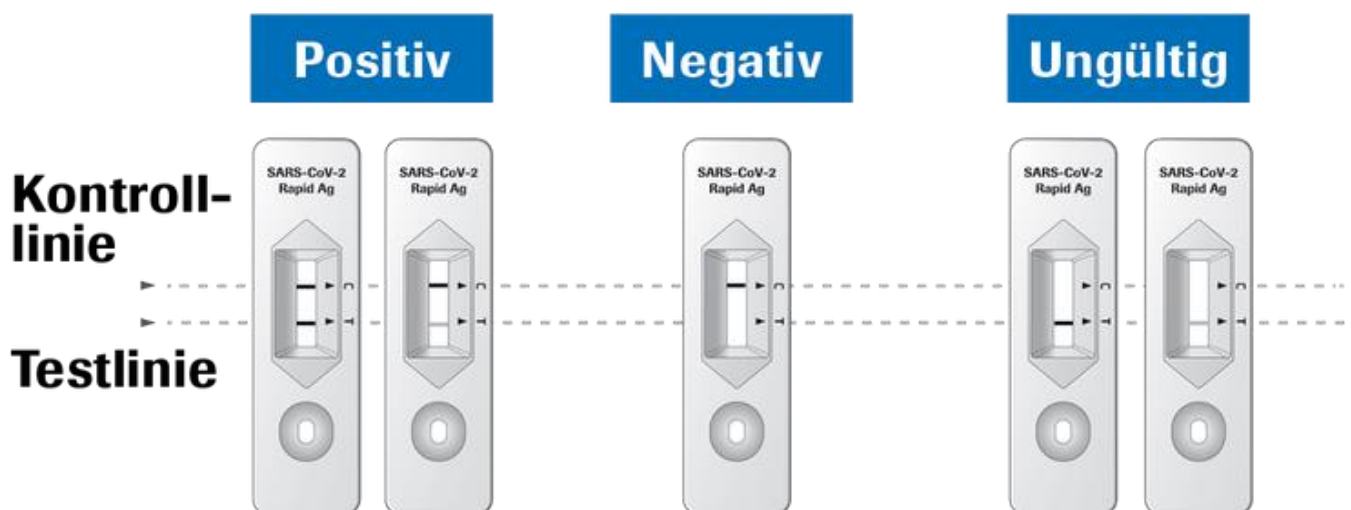 Positiv
Negativ
Ungültig
SARS-CoV-2
Rapid Ag
SARS-CoV-2
Rapid Ag
SARS-CoV-2
Rapid Ag
SARS-CoV-2
Rapid Ag
SARS-CoV-2
Rapid Ag
Kontroll-
linie
C
C
C
C
C
T
T
T
T
T
Testlinie